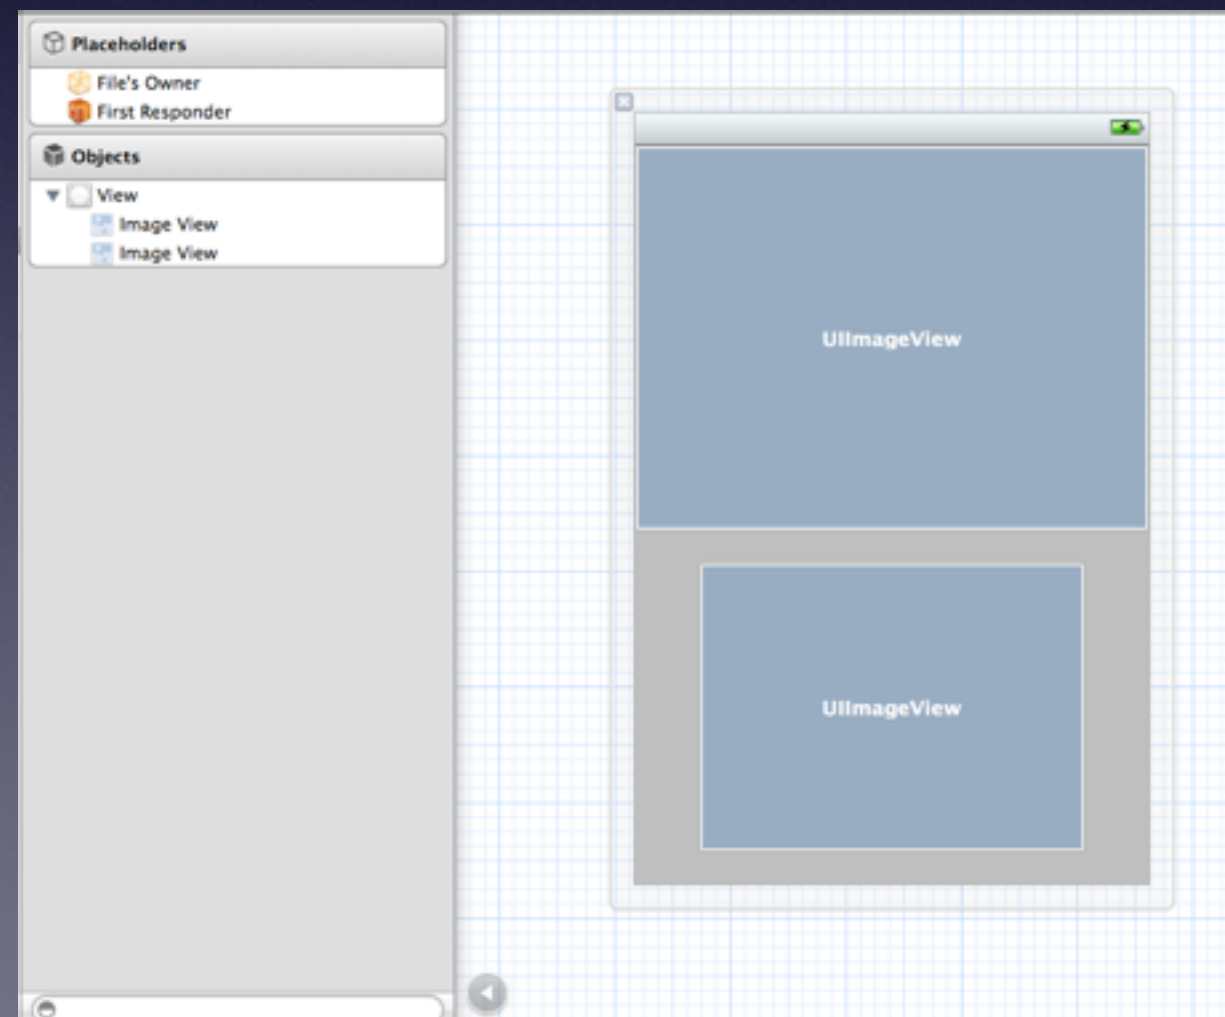 Placeholders
File's Owner
First Responder
Objects
View
Image View
Image View
UIImageView
UIImageView